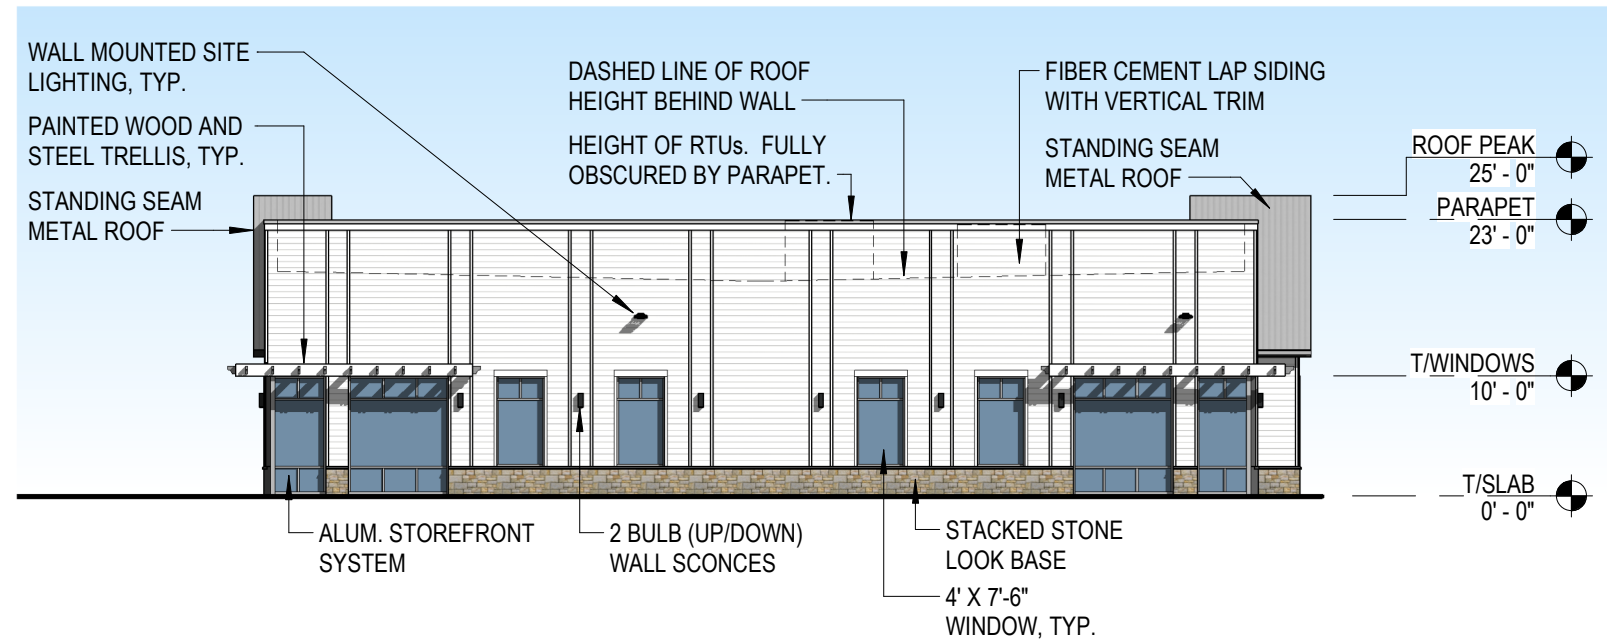 WALL MOUNTED SITE
LIGHTING, TYP.
PAINTED WOOD AND
STEEL TRELLIS, TYP.
STANDING SEAM
METAL ROOF
DASHED LINE OF ROOF
HEIGHT BEHIND WALL
HEIGHT OF RTUs.  FULLY
OBSCURED BY PARAPET.
FIBER CEMENT LAP SIDING
WITH VERTICAL TRIM
STANDING SEAM
METAL ROOF
ROOF PEAK
25' - 0"
PARAPET
23' - 0"
T/WINDOWS
10' - 0"
T/SLAB
0' - 0"
ALUM. STOREFRONT
SYSTEM
2 BULB (UP/DOWN)
WALL SCONCES
STACKED STONE
LOOK BASE
4' X 7'-6"
WINDOW, TYP.